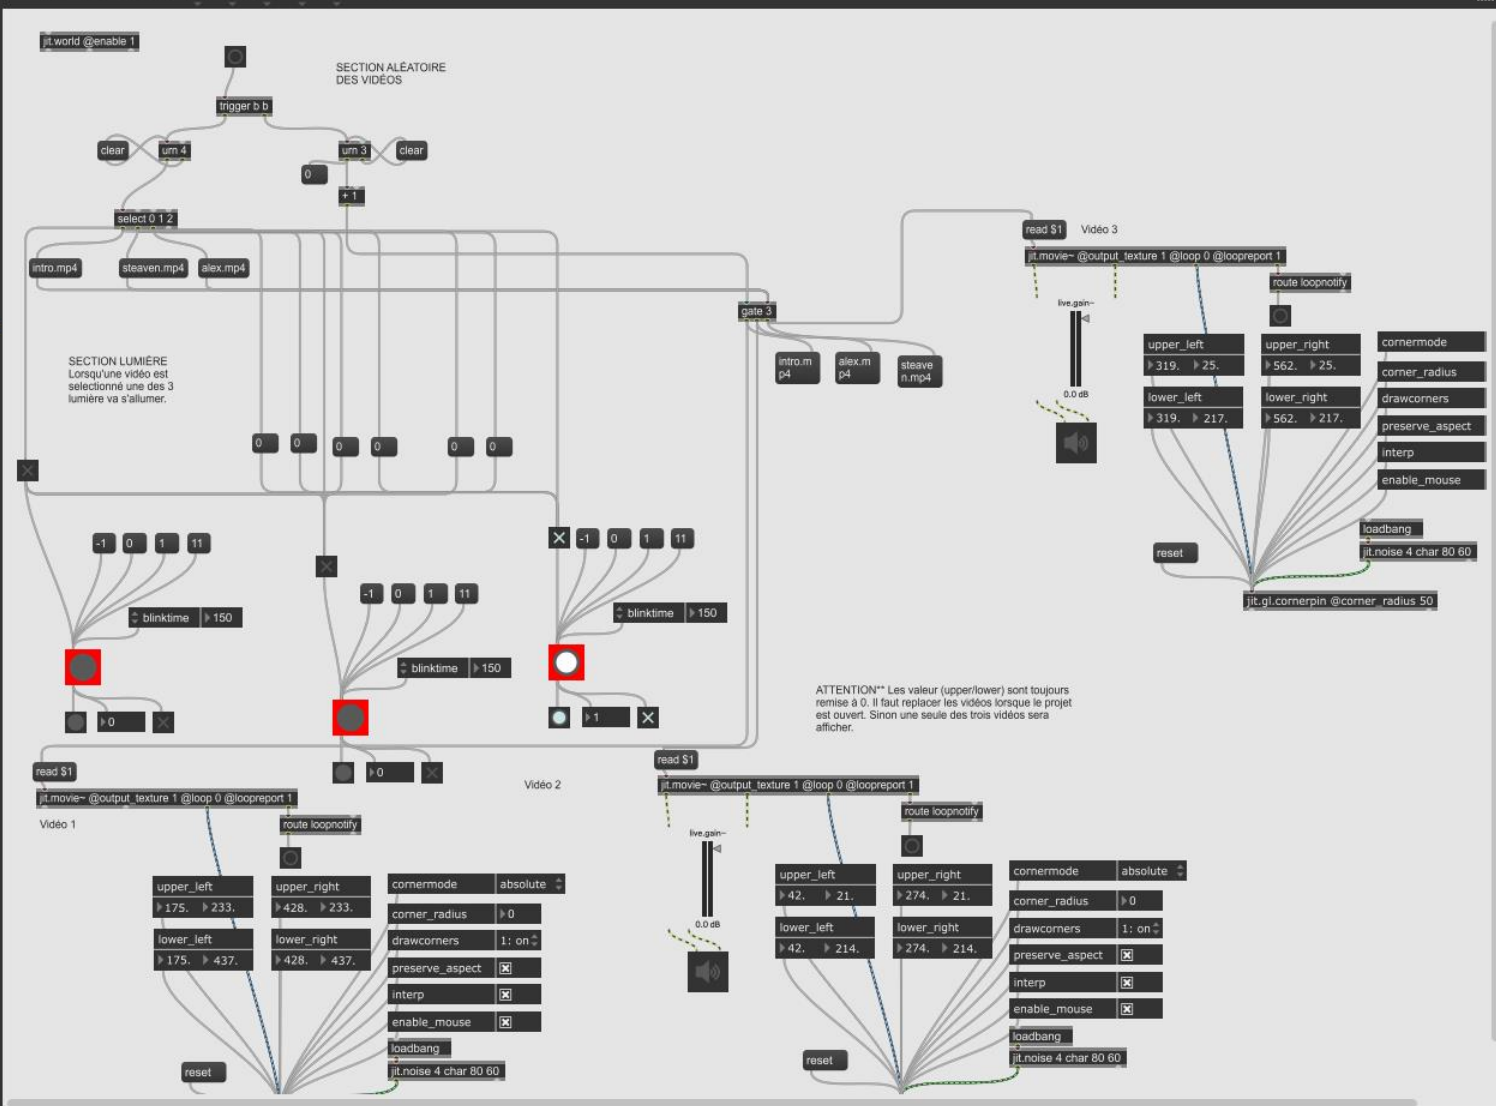 jit.world @enable 1
SECTION ALÉATOIRE
DES VIDÉOS
trigger b b
clear
urn 4
urn 3
clear
0
+ 1
select 0 1 2
intro.mp4
steaven.mp4
alex.mp4
gate 3
intro.m
p4
alex.m
p4
steave
n.mp4
SECTION LUMIÈRE
Lorsqu'une vidéo est
selectionné une des 3
lumière va s'allumer.
0
0
0
0
0
0
-1
0
1
11
blinktime
150
0
-1
0
1
11
blinktime
150
0
-1
0
1
11
blinktime
150
1
read $1
Vidéo 3
jit.movie~ @output_texture 1 @loop 0 @loopreport 1
route loopnotify
live.gain~
0.0 dB
upper_left
319. 25.
upper_right
562. 25.
lower_left
319. 217.
lower_right
562. 217.
cornermode
corner_radius
drawcorners
preserve_aspect
interp
enable_mouse
loadbang
jit.noise 4 char 80 60
reset
jit.gl.cornerpin @corner_radius 50
ATTENTION** Les valeur (upper/lower) sont toujours
remise à 0. Il faut replacer les vidéos lorsque le projet
est ouvert. Sinon une seule des trois vidéos sera
afficher.
read $1
jit.movie~ @output_texture 1 @loop 0 @loopreport 1
Vidéo 1
route loopnotify
upper_left
175. 233.
upper_right
428. 233.
lower_left
175. 437.
lower_right
428. 437.
cornermode absolute
corner_radius 0
drawcorners 1: on
preserve_aspect
interp
enable_mouse
loadbang
jit.noise 4 char 80 60
reset
Vidéo 2
read $1
jit.movie~ @output_texture 1 @loop 0 @loopreport 1
route loopnotify
live.gain~
0.0 dB
upper_left
42. 21.
upper_right
274. 21.
lower_left
42. 214.
lower_right
274. 214.
cornermode absolute
corner_radius 0
drawcorners 1: on
preserve_aspect
interp
enable_mouse
loadbang
jit.noise 4 char 80 60
reset